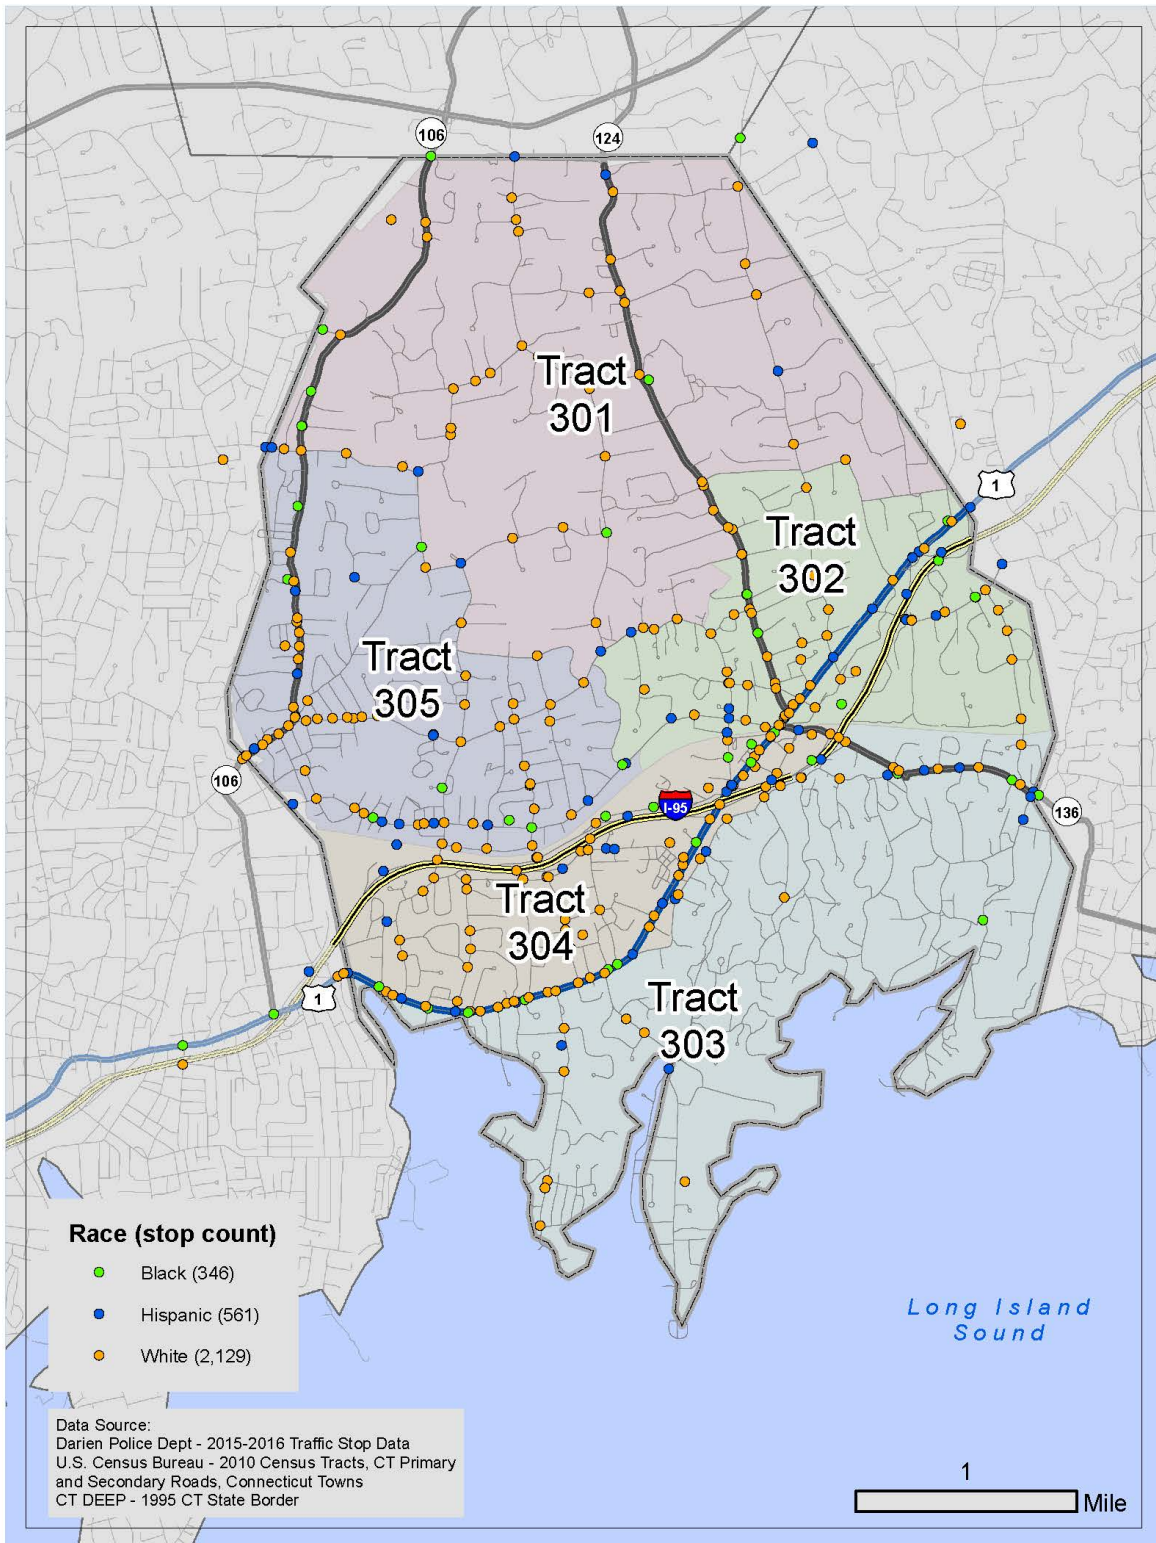 106
124
Tract
301
1
Tract
302
Tract
305
106
I-95
136
Tract
304
1
Tract
303
Race (stop count)
Black (346)
Hispanic (561)
White (2,129)
Long Island
Sound
Data Source:
Darien Police Dept - 2015-2016 Traffic Stop Data
U.S. Census Bureau - 2010 Census Tracts, CT Primary
and Secondary Roads, Connecticut Towns
CT DEEP - 1995 CT State Border
1
Mile